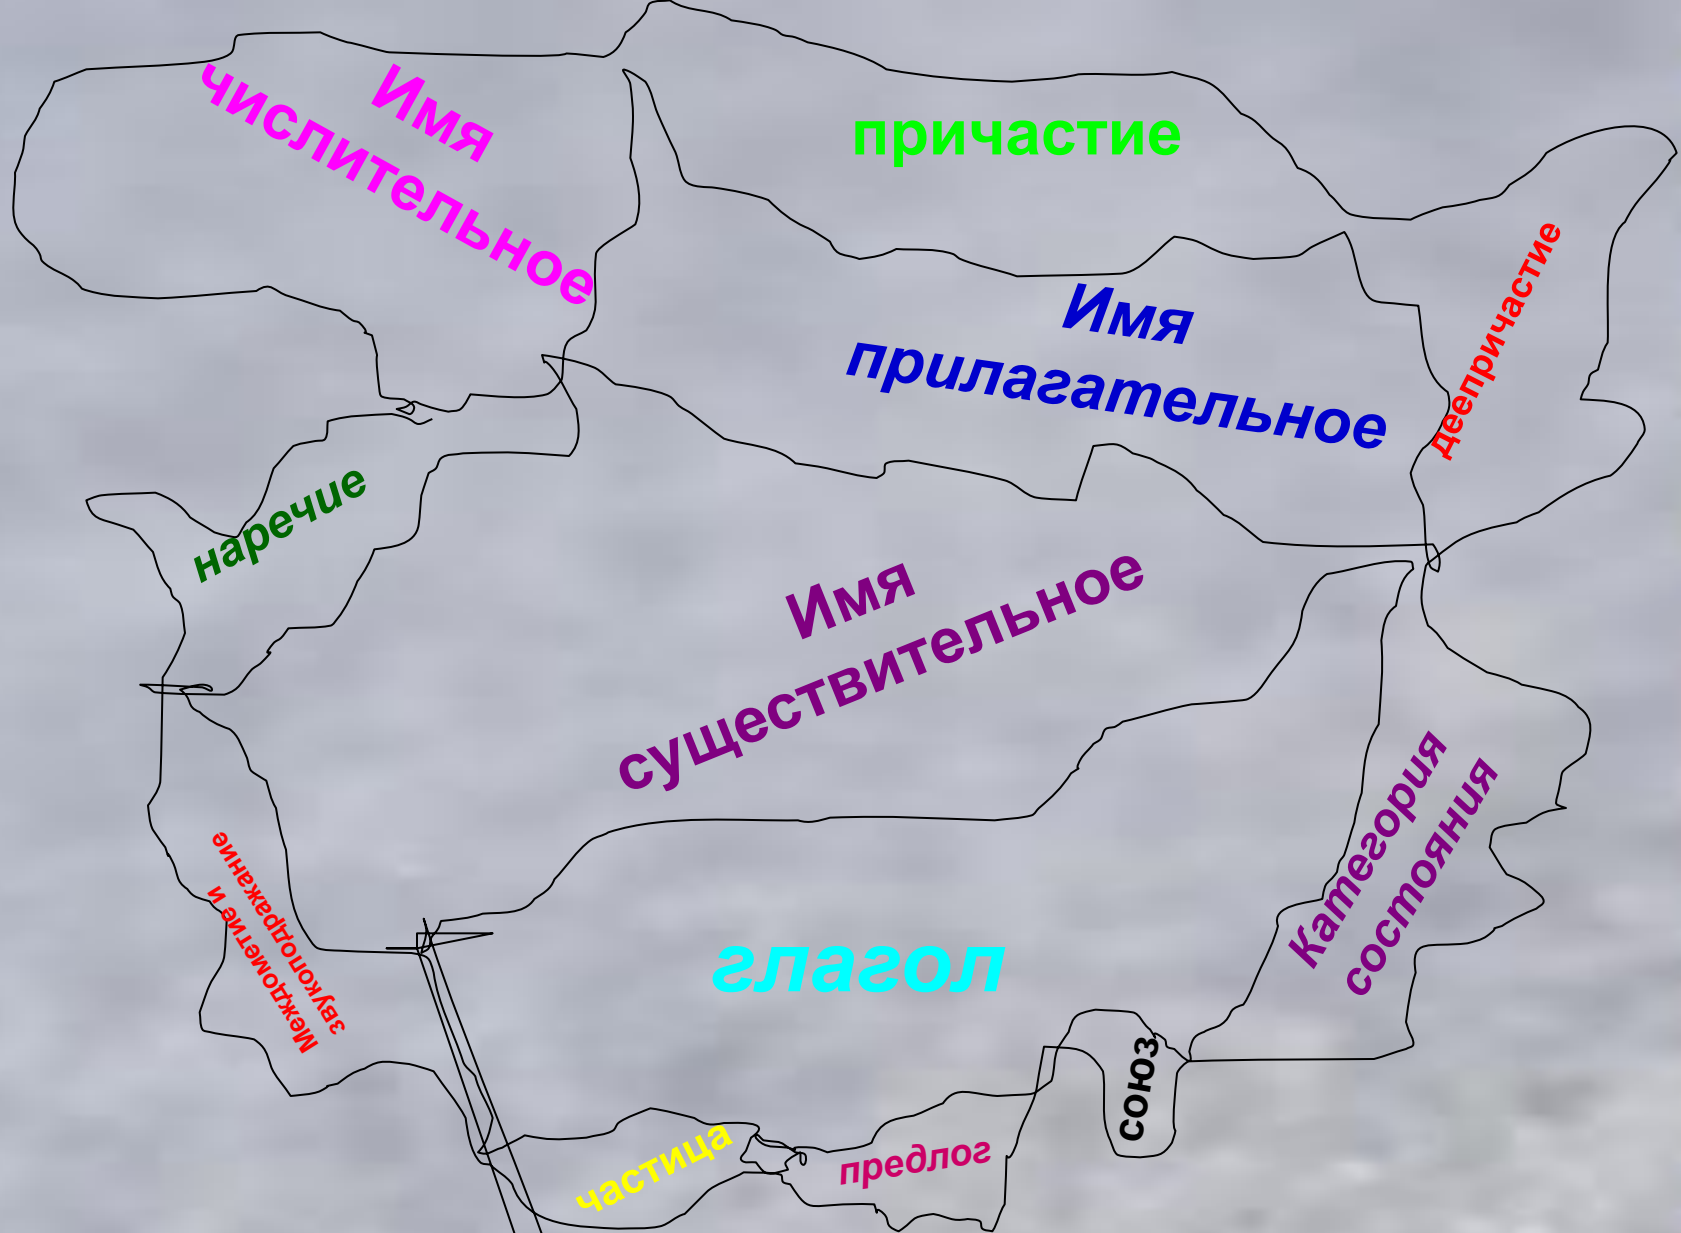 Имя
числительное
причастие
Имя
прилагательное
деепричастие
наречие
Имя
существительное
Категория
состояния
Междометие и
звукоподражание
глагол
союз
частица
предлог